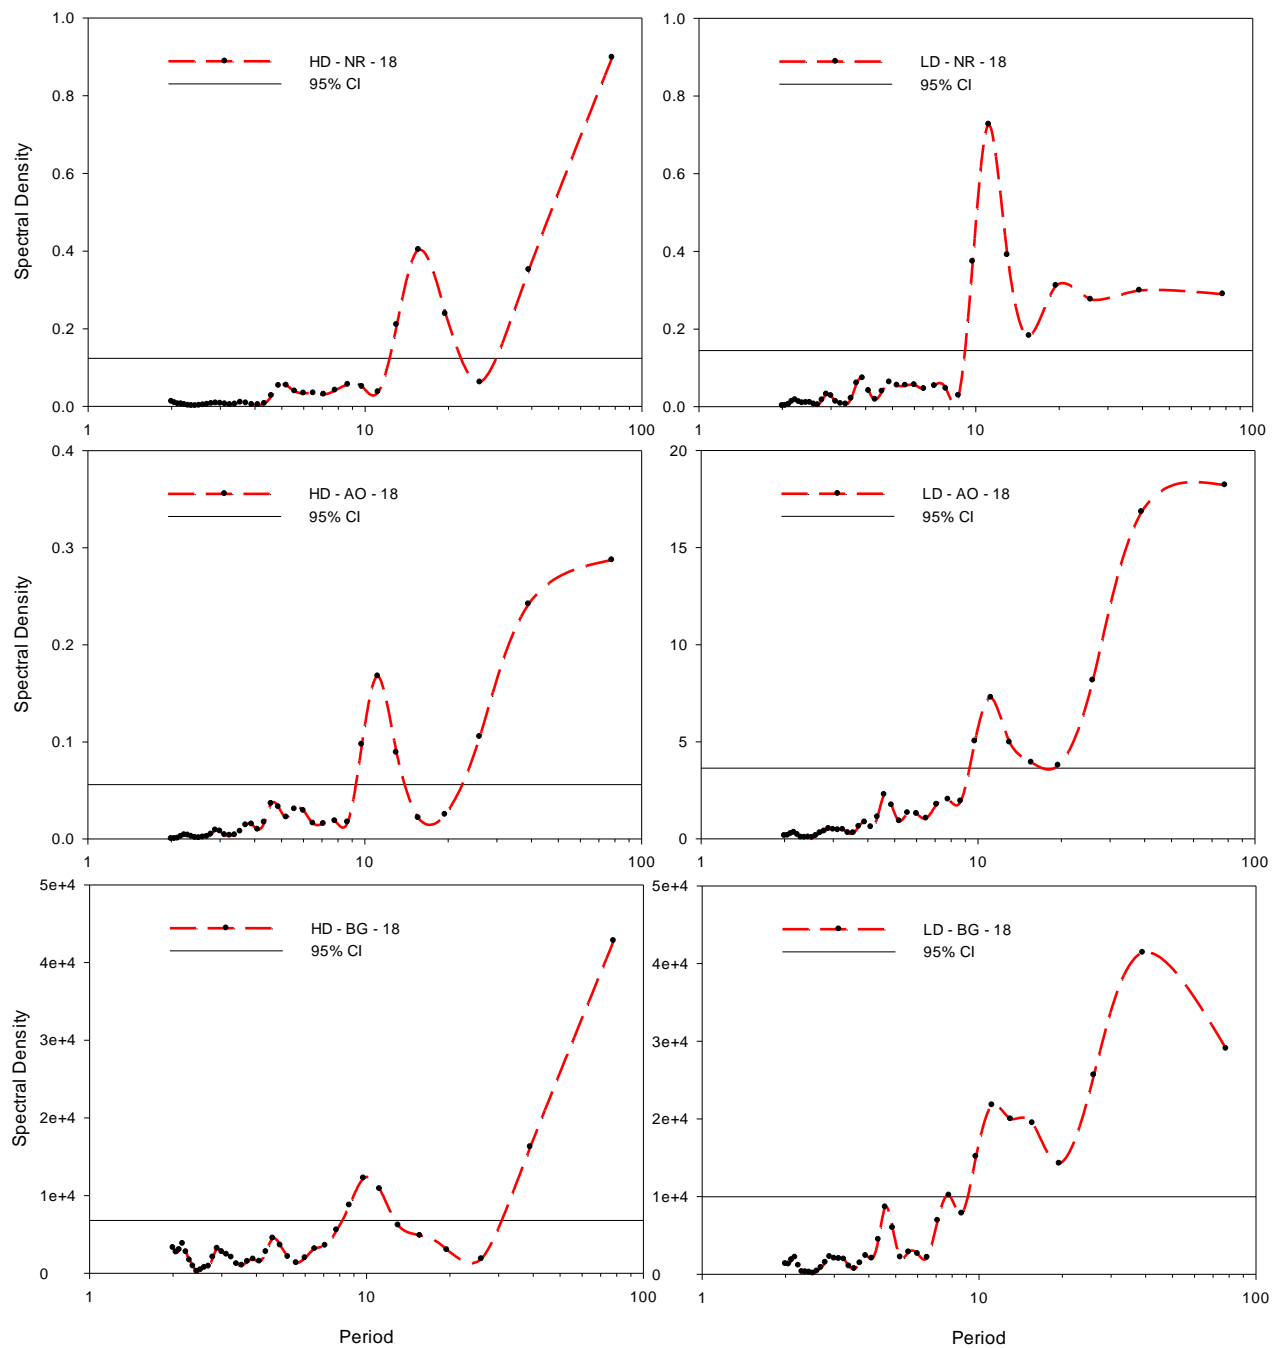 HD - NR - 18
95% CI
Spectral Density
1.0
0.8
0.6
0.4
0.2
0.0
1 10 100
LD - NR - 18
95% CI
1.0
0.8
0.6
0.4
0.2
0.0
1 10 100
HD - AO - 18
95% CI
Spectral Density
0.4
0.3
0.2
0.1
0.0
1 10 100
LD - AO - 18
95% CI
20
15
10
5
0
1 10 100
HD - BG - 18
95% CI
Spectral Density
5e+4
4e+4
3e+4
2e+4
1e+4
0
1 10 100
Period
LD - BG - 18
95% CI
5e+4
4e+4
3e+4
2e+4
1e+4
0
1 10 100
Period